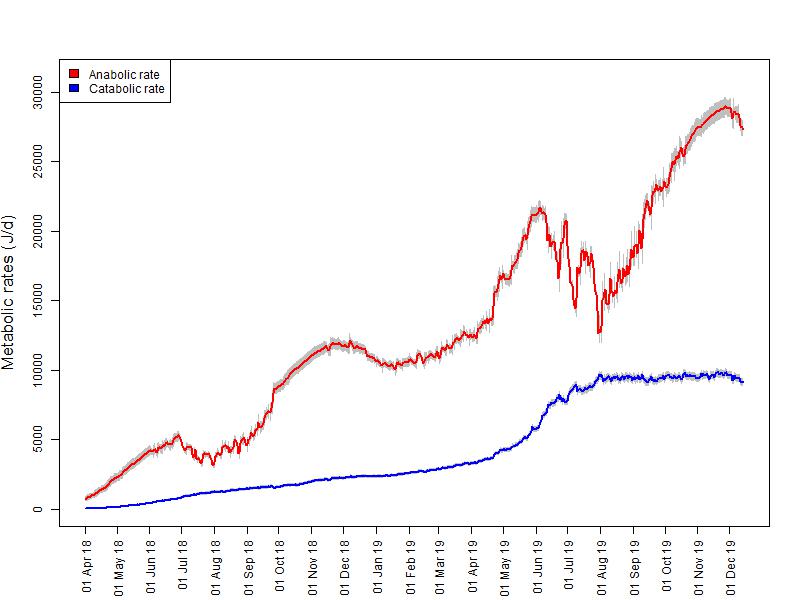 Anabolic rate
Catabolic rate
Metabolic rates (J/d)
30000
25000
20000
15000
10000
5000
0
01 Apr 18
01 May 18
01 Jun 18
01 Jul 18
01 Aug 18
01 Sep 18
01 Oct 18
01 Nov 18
01 Dec 18
01 Jan 19
01 Feb 19
01 Mar 19
01 Apr 19
01 May 19
01 Jun 19
01 Jul 19
01 Aug 19
01 Sep 19
01 Oct 19
01 Nov 19
01 Dec 19